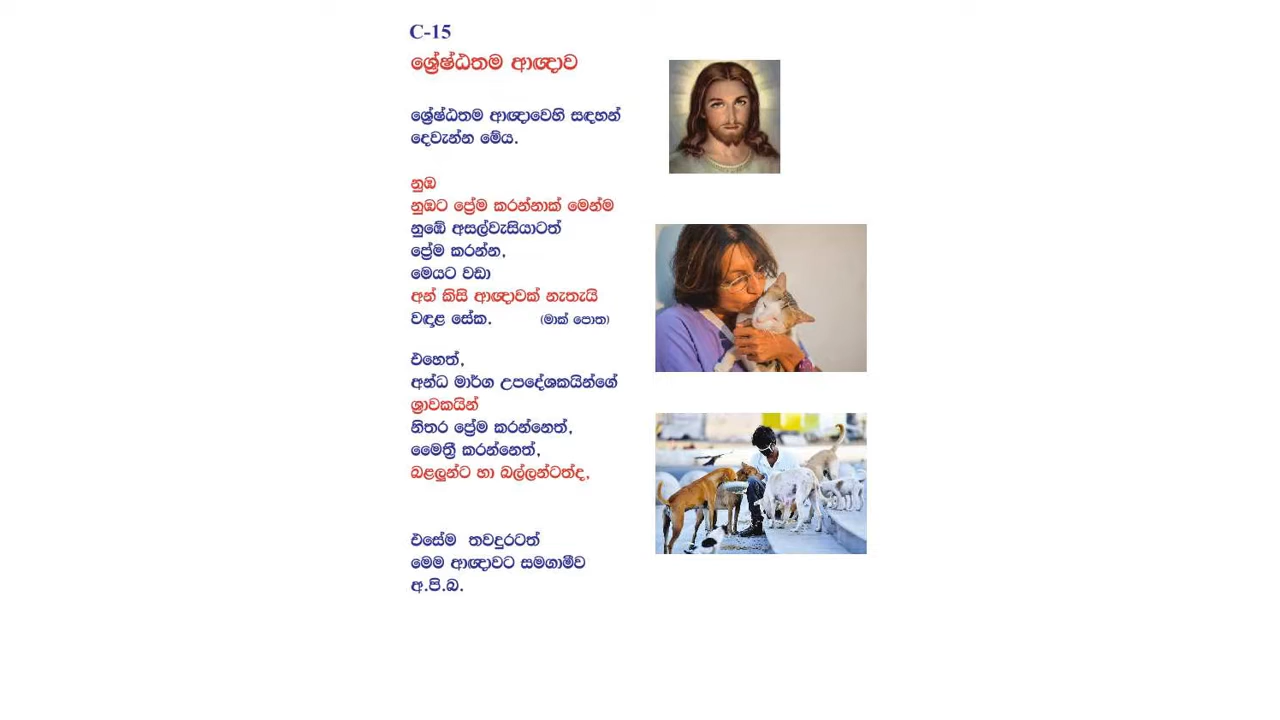 C-15
ශ්‍රේෂ්ඨතම ආඥාව
ශ්‍රේෂ්ඨතම ආඥාවෙහි සඳහන්
දෙවැන්න මේය.
නුඹ
නුඹට ප්‍රේම කරන්නාක් මෙන්ම
නුඹේ අසල්වැසියාටත්
ප්‍රේම කරන්න,
මෙයට වඩා
අන් කිසි ආඥාවක් නැතැයි
වඳාළ සේක. (මාක් පොත)
එහෙත්,
අන්ධ මාර්ග උපදේශකයින්ගේ
ශ්‍රාවකයින්
නිතර ප්‍රේම කරන්නෙත්,
මෛත්‍රී කරන්නෙත්,
බළලුන්ට හා බල්ලන්ටත්ද,
එසේම තවදුරටත්
මෙම ආඥාවට සමගාමීව
අ.පි.බ.